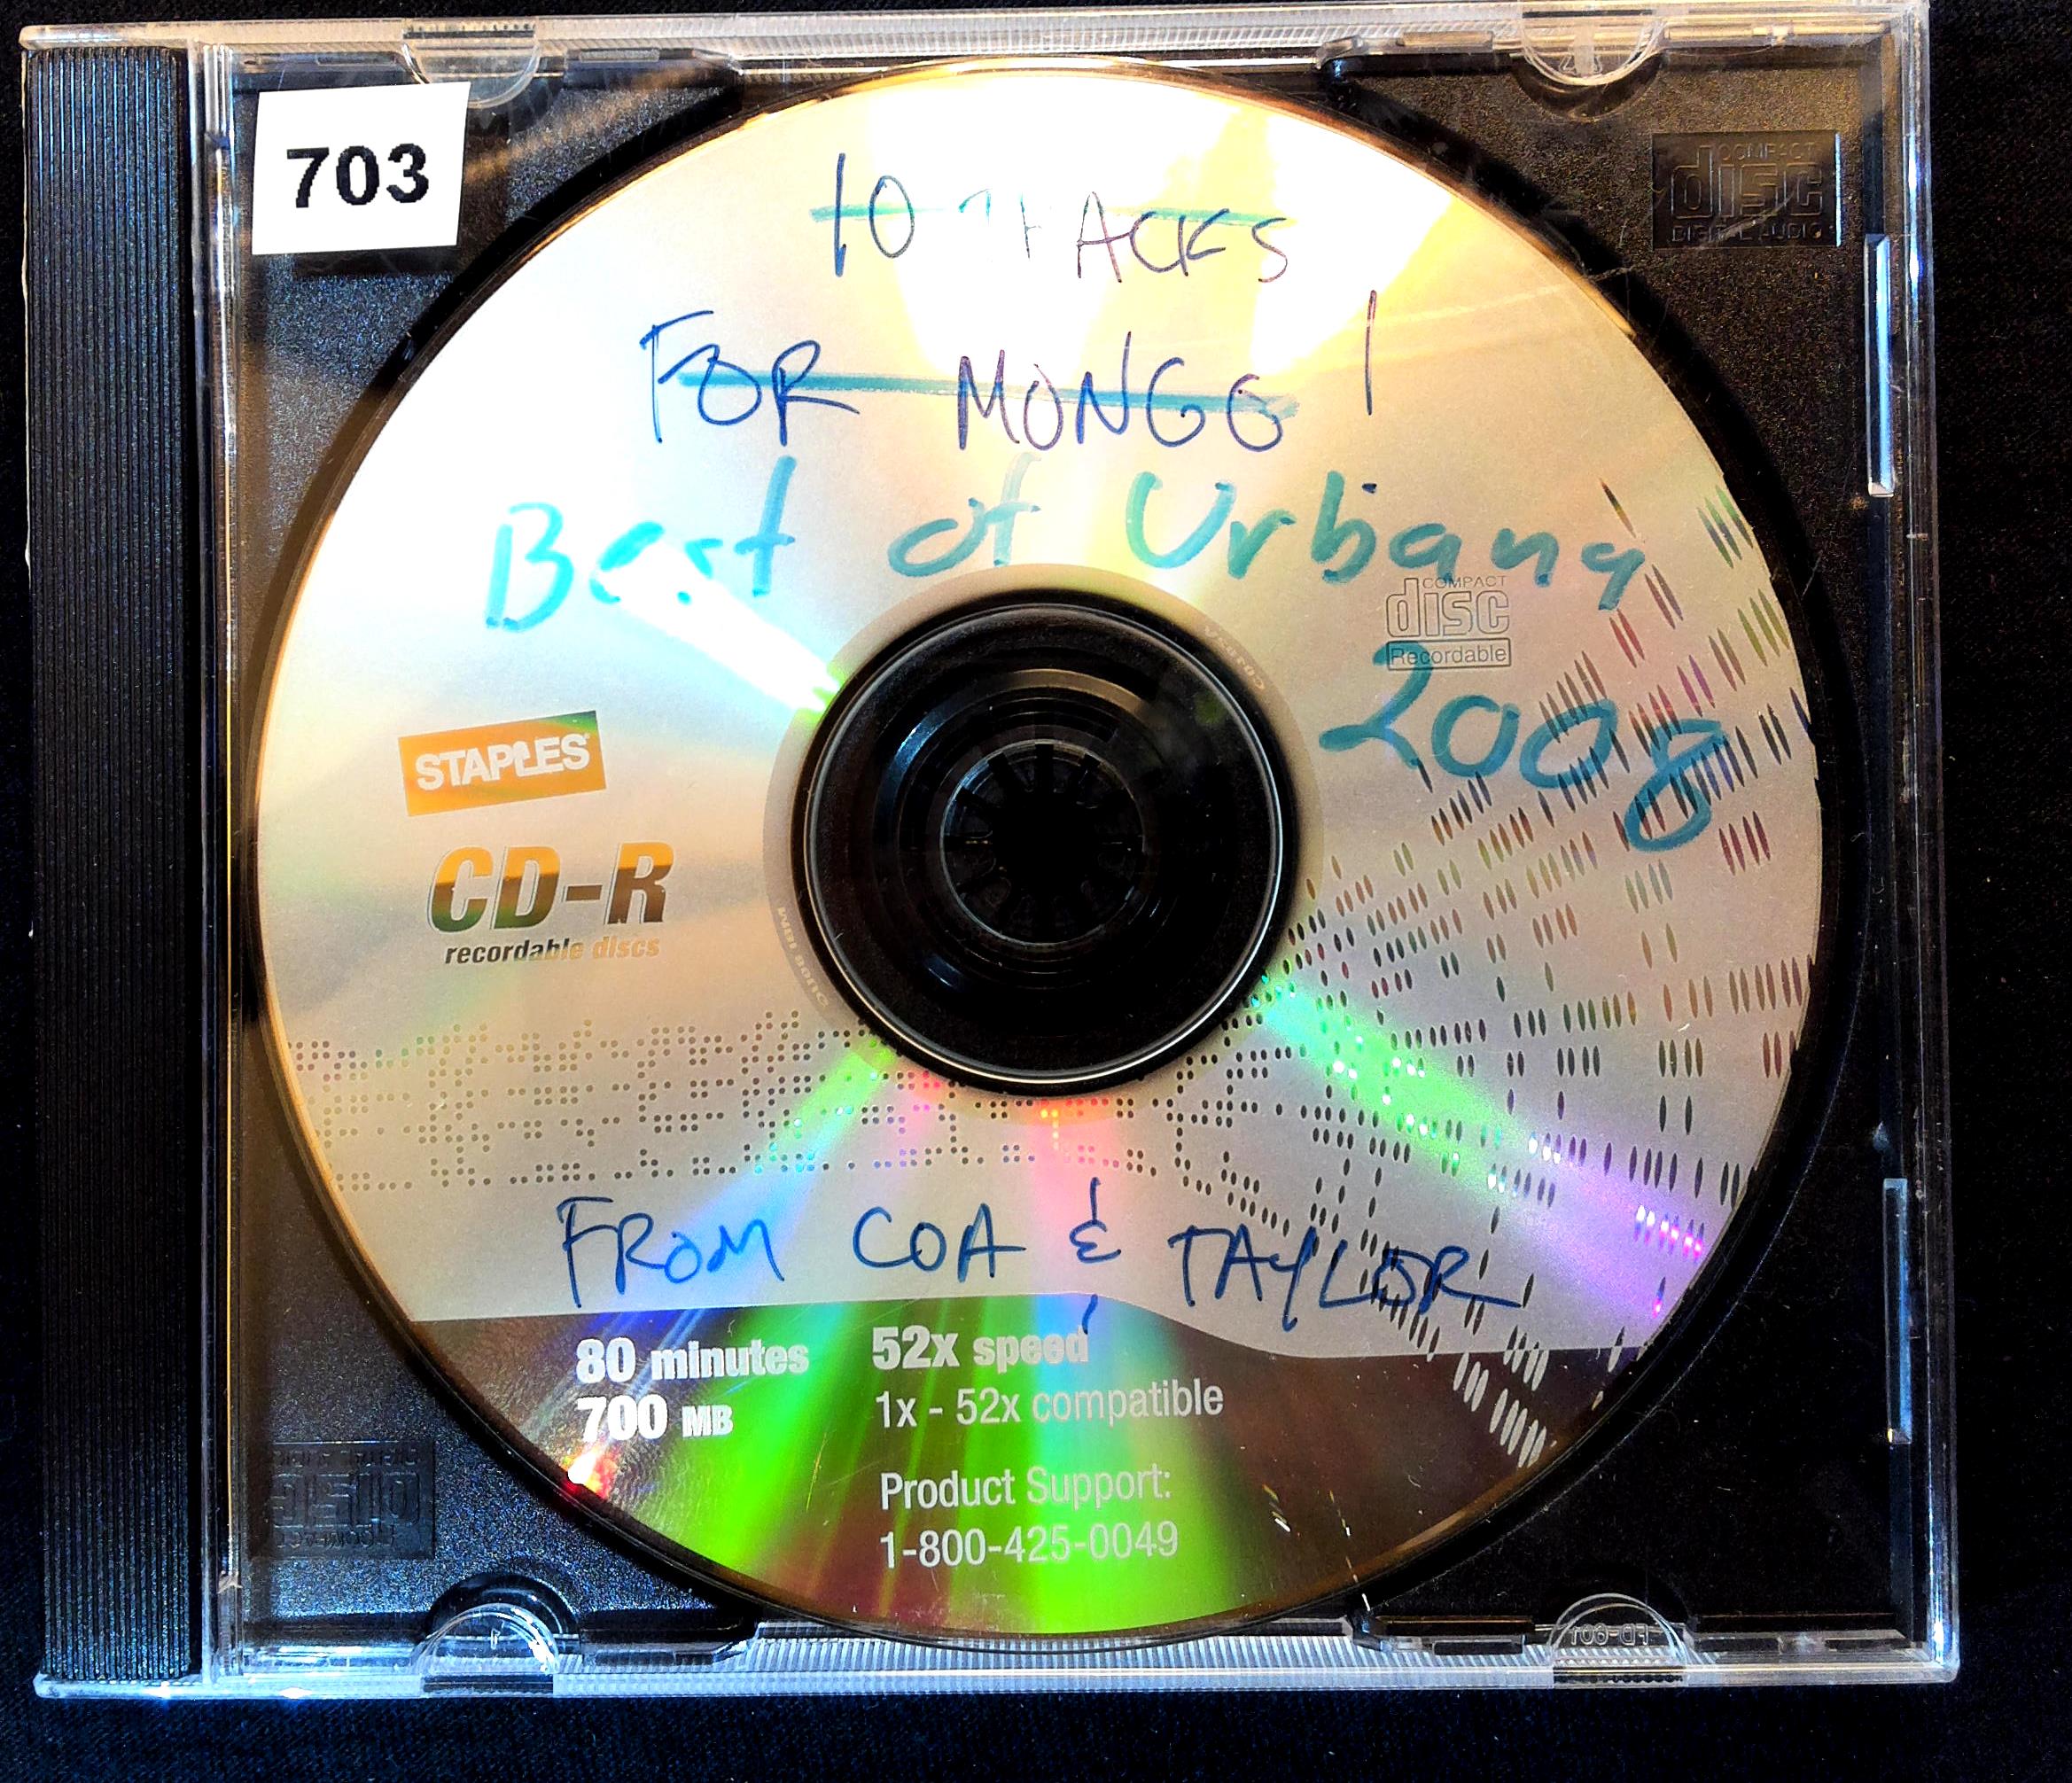 703
COMPACT
disc
DIGITAL AUDIO
10 TRACKS
FOR MONGO!
Best of Urbana
COMPACT
disc
Recordable
2008
STAPLES
CD-R
recordable discs
FROM COA & TAYLOR
80 minutes
700 MB
52x speed
1x - 52x compatible
Product Support:
1-800-425-0049